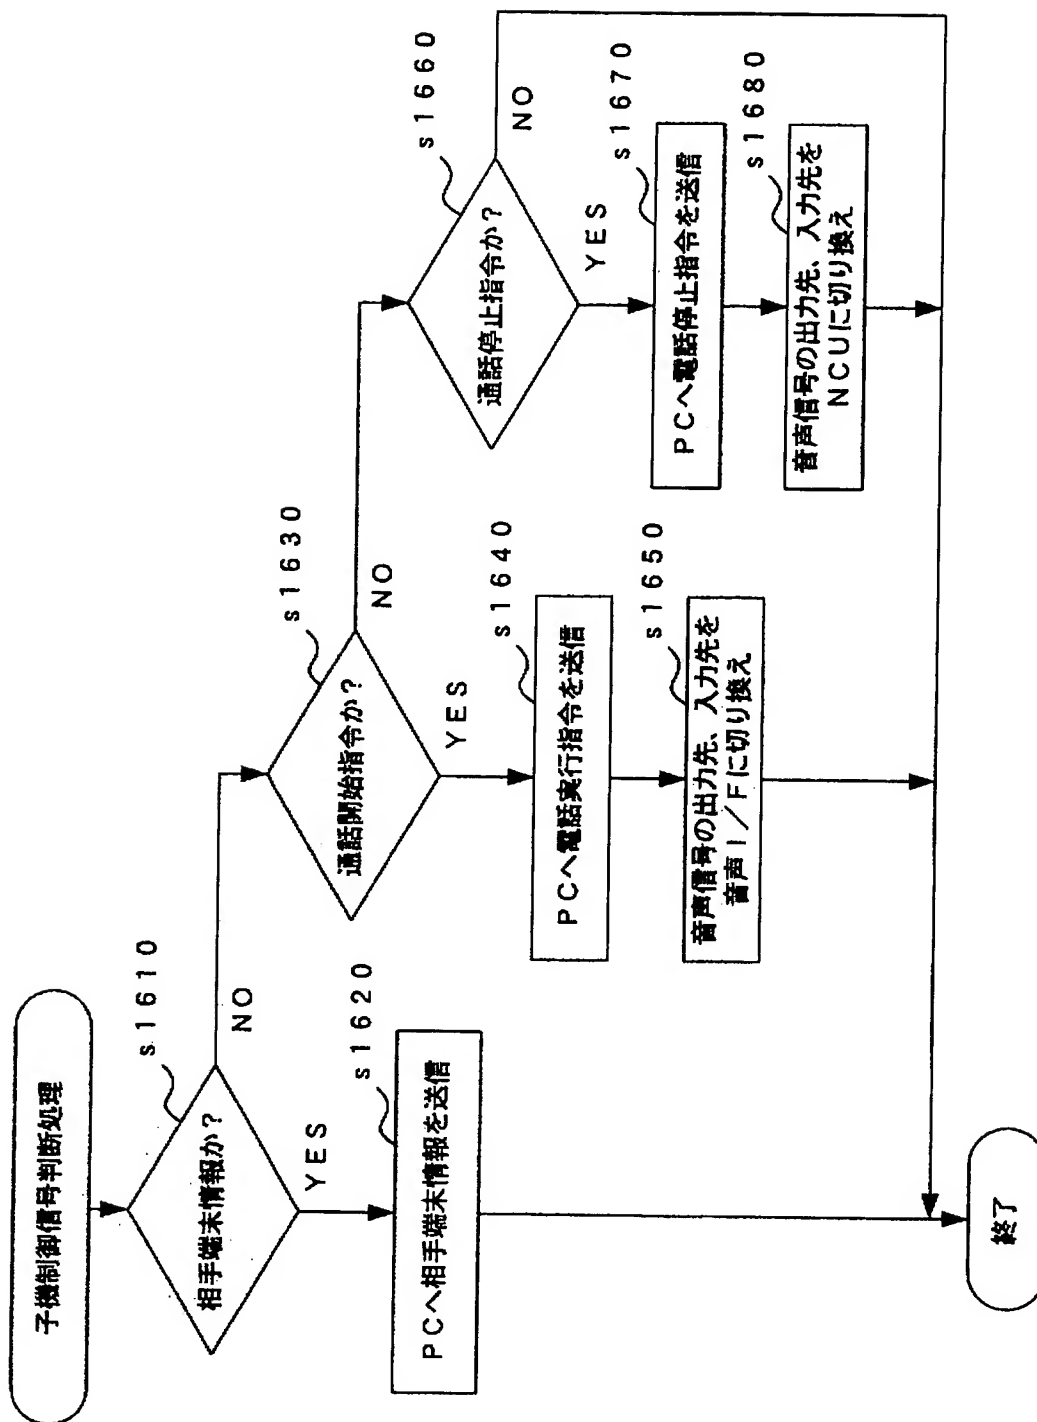 子機制御信号判断処理
s1610
相手端末情報か?
NO
YES
s1620
PCへ相手端末情報を送信
s1630
通話開始指令か?
NO
YES
s1640
PCへ電話実行指令を送信
s1650
音声信号の出力先、入力先を
音声I/Fに切り換え
s1660
通話停止指令か?
NO
YES
s1670
PCへ電話停止指令を送信
s1680
音声信号の出力先、入力先を
NCUに切り換え
終了